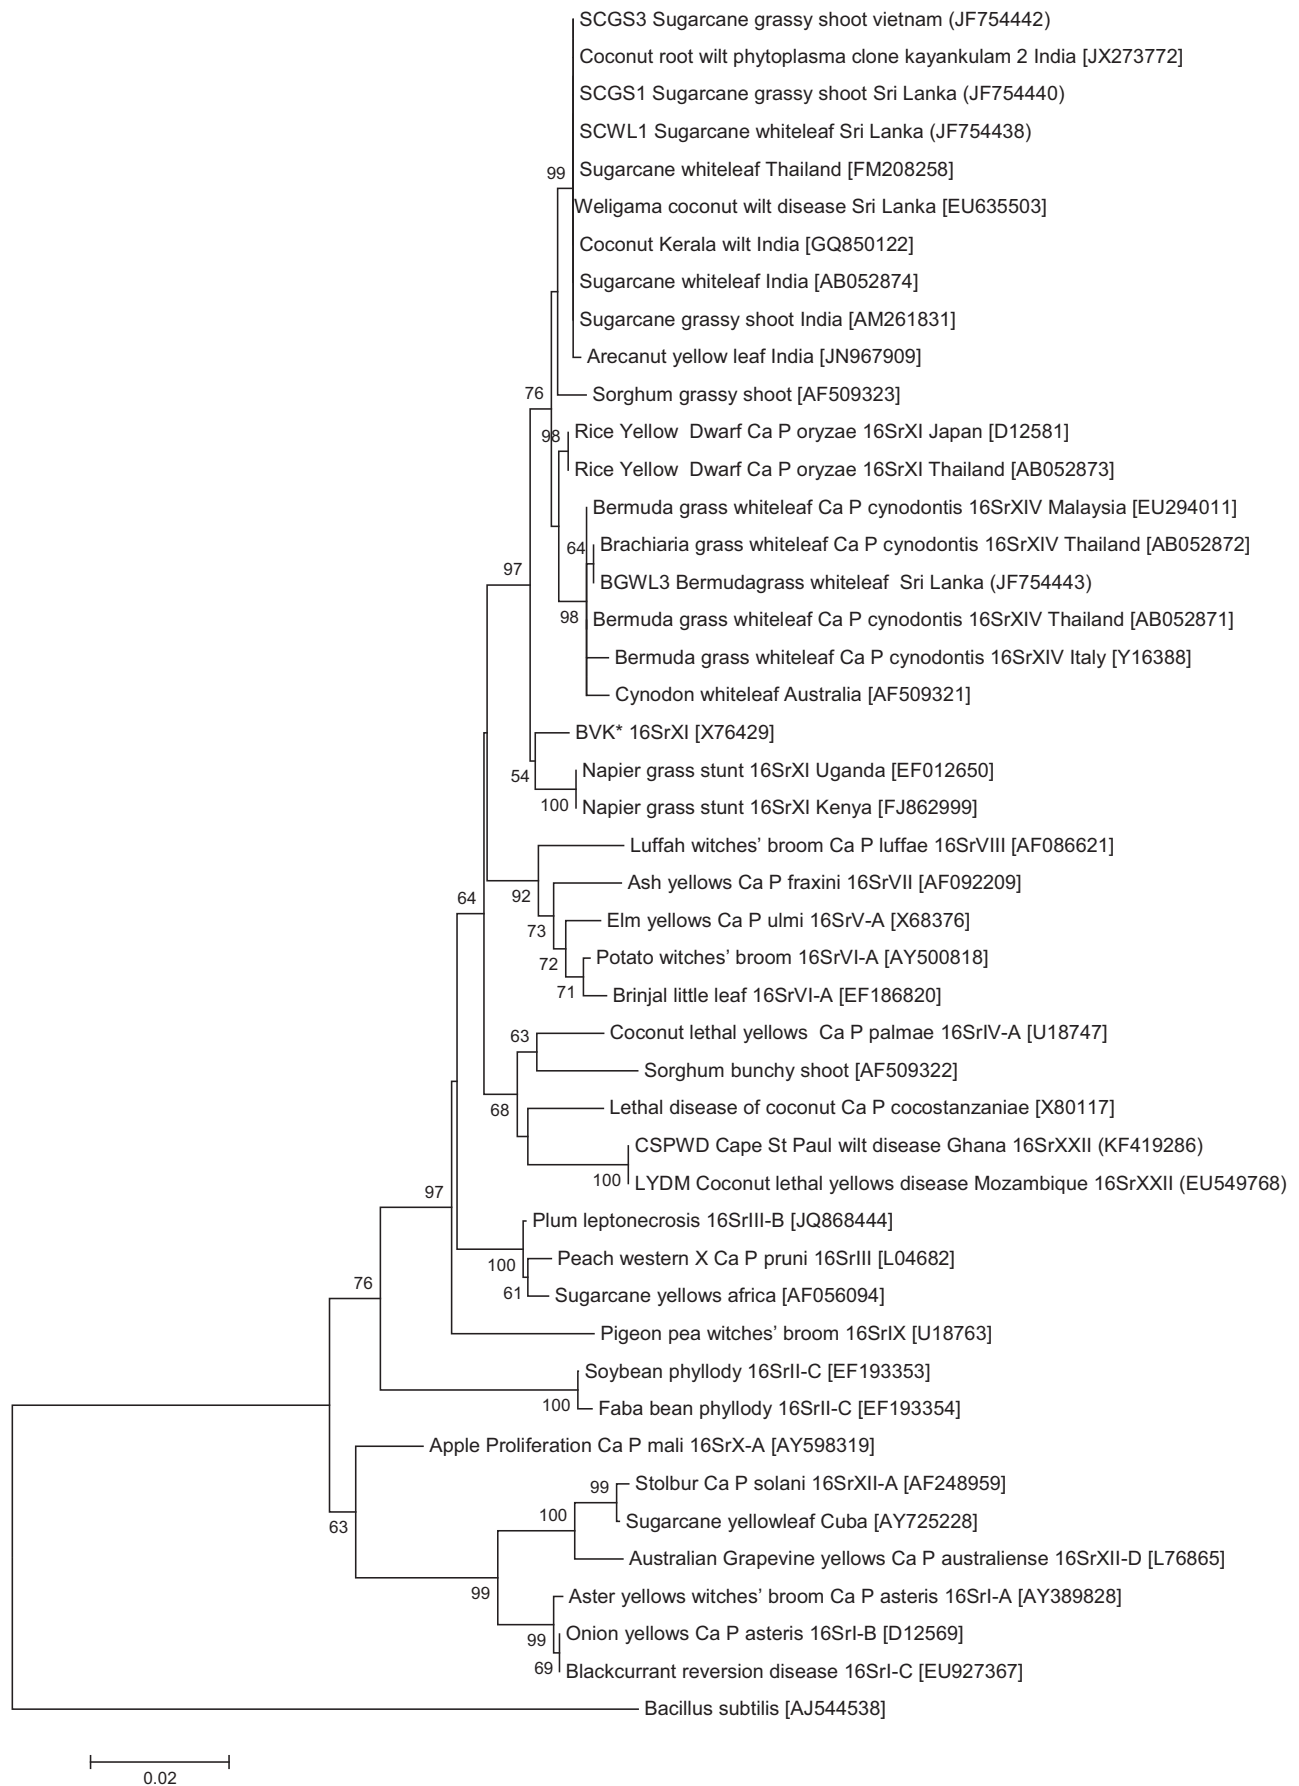 SCGS3 Sugarcane grassy shoot vietnam (JF754442)
Coconut root wilt phytoplasma clone kayankulam 2 India [JX273772]
SCGS1 Sugarcane grassy shoot Sri Lanka (JF754440)
SCWL1 Sugarcane whiteleaf Sri Lanka (JF754438)
Sugarcane whiteleaf Thailand [FM208258]
99
Weligama coconut wilt disease Sri Lanka [EU635503]
Coconut Kerala wilt India [GQ850122]
Sugarcane whiteleaf India [AB052874]
Sugarcane grassy shoot India [AM261831]
Arecanut yellow leaf India [JN967909]
76
Sorghum grassy shoot [AF509323]
98
Rice Yellow Dwarf Ca P oryzae 16SrXI Japan [D12581]
Rice Yellow Dwarf Ca P oryzae 16SrXI Thailand [AB052873]
Bermuda grass whiteleaf Ca P cynodontis 16SrXIV Malaysia [EU294011]
64
Brachiaria grass whiteleaf Ca P cynodontis 16SrXIV Thailand [AB052872]
97
BGWL3 Bermudagrass whiteleaf Sri Lanka (JF754443)
98
Bermuda grass whiteleaf Ca P cynodontis 16SrXIV Thailand [AB052871]
Bermuda grass whiteleaf Ca P cynodontis 16SrXIV Italy [Y16388]
Cynodon whiteleaf Australia [AF509321]
BVK* 16SrXI [X76429]
54
Napier grass stunt 16SrXI Uganda [EF012650]
100
Napier grass stunt 16SrXI Kenya [FJ862999]
Luffah witches’ broom Ca P luffae 16SrVIII [AF086621]
Ash yellows Ca P fraxini 16SrVII [AF092209]
64
92
Elm yellows Ca P ulmi 16SrV-A [X68376]
73
Potato witches’ broom 16SrVI-A [AY500818]
72
71
Brinjal little leaf 16SrVI-A [EF186820]
63
Coconut lethal yellows Ca P palmae 16SrIV-A [U18747]
Sorghum bunchy shoot [AF509322]
68
Lethal disease of coconut Ca P cocostanzaniae [X80117]
CSPWD Cape St Paul wilt disease Ghana 16SrXXII (KF419286)
100
LYDM Coconut lethal yellows disease Mozambique 16SrXXII (EU549768)
97
Plum leptonecrosis 16SrIII-B [JQ868444]
100
Peach western X Ca P pruni 16SrIII [L04682]
76
61
Sugarcane yellows africa [AF056094]
Pigeon pea witches’ broom 16SrIX [U18763]
Soybean phyllody 16SrII-C [EF193353]
100
Faba bean phyllody 16SrII-C [EF193354]
Apple Proliferation Ca P mali 16SrX-A [AY598319]
99
Stolbur Ca P solani 16SrXII-A [AF248959]
63
100
Sugarcane yellowleaf Cuba [AY725228]
Australian Grapevine yellows Ca P australiense 16SrXII-D [L76865]
99
Aster yellows witches’ broom Ca P asteris 16SrI-A [AY389828]
99
Onion yellows Ca P asteris 16SrI-B [D12569]
69
Blackcurrant reversion disease 16SrI-C [EU927367]
Bacillus subtilis [AJ544538]
0.02